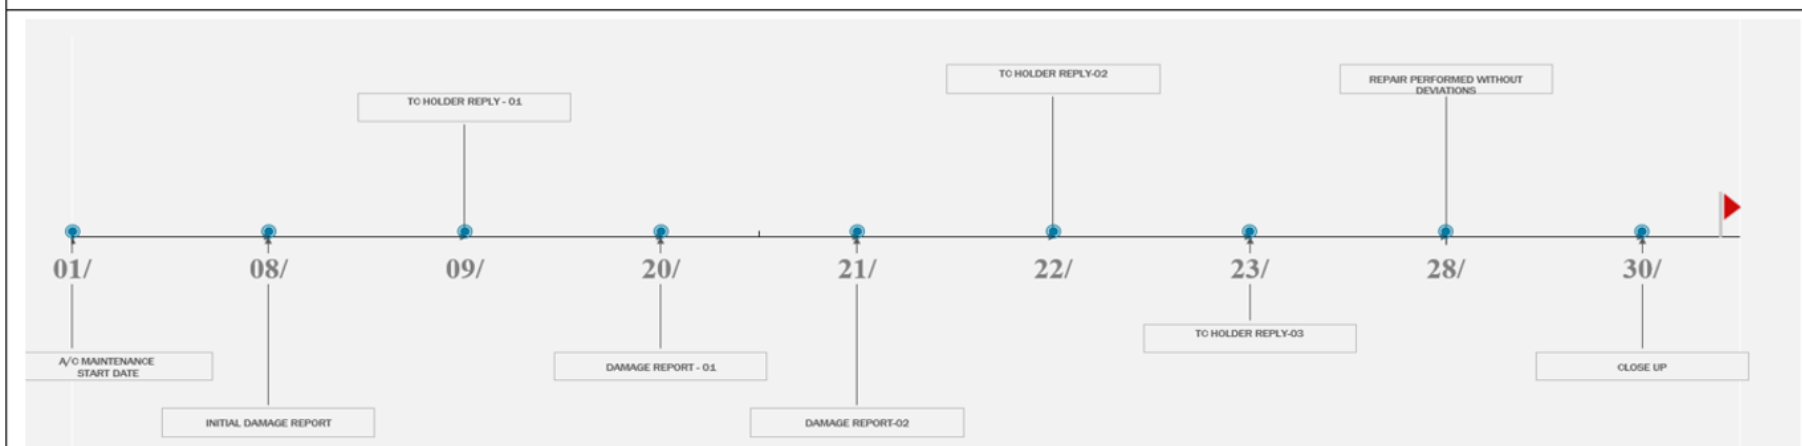 TC HOLDER REPLY-02
REPAIR PERFORMED WITHOUT
DEVIATIONS
TC HOLDER REPLY - 01
01/
08/
09/
20/
21/
22/
23/
28/
30/
TC HOLDER REPLY-03
A/C MAINTENANCE
START DATE
DAMAGE REPORT - 01
CLOSE UP
INITIAL DAMAGE REPORT
DAMAGE REPORT-02